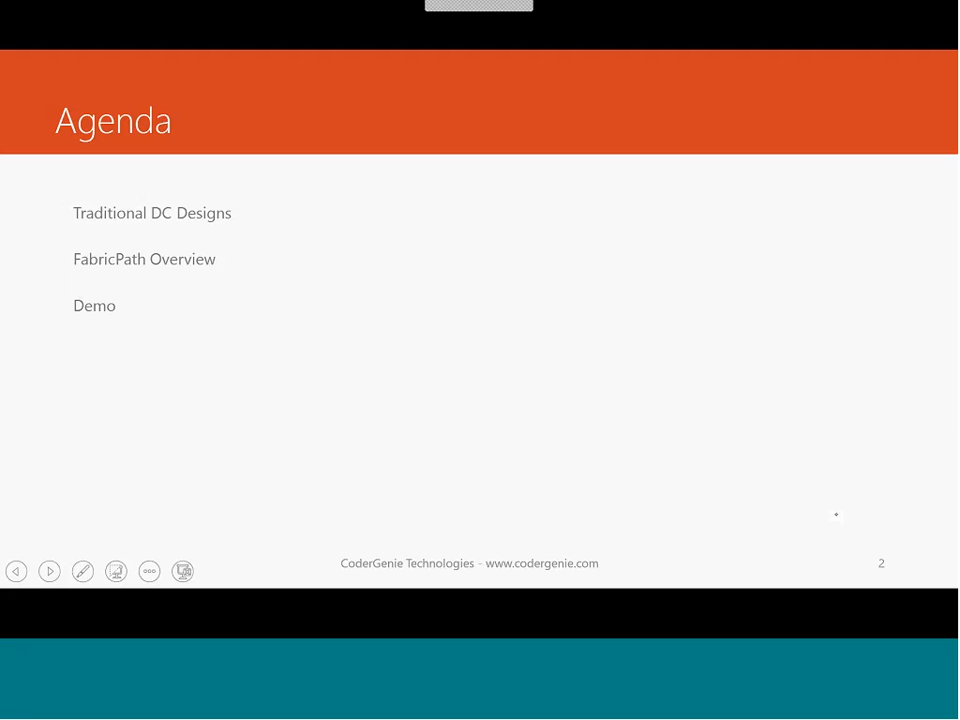 Agenda
Traditional DC Designs
FabricPath Overview
Demo
CoderGenie Technologies - www.codergenie.com
2